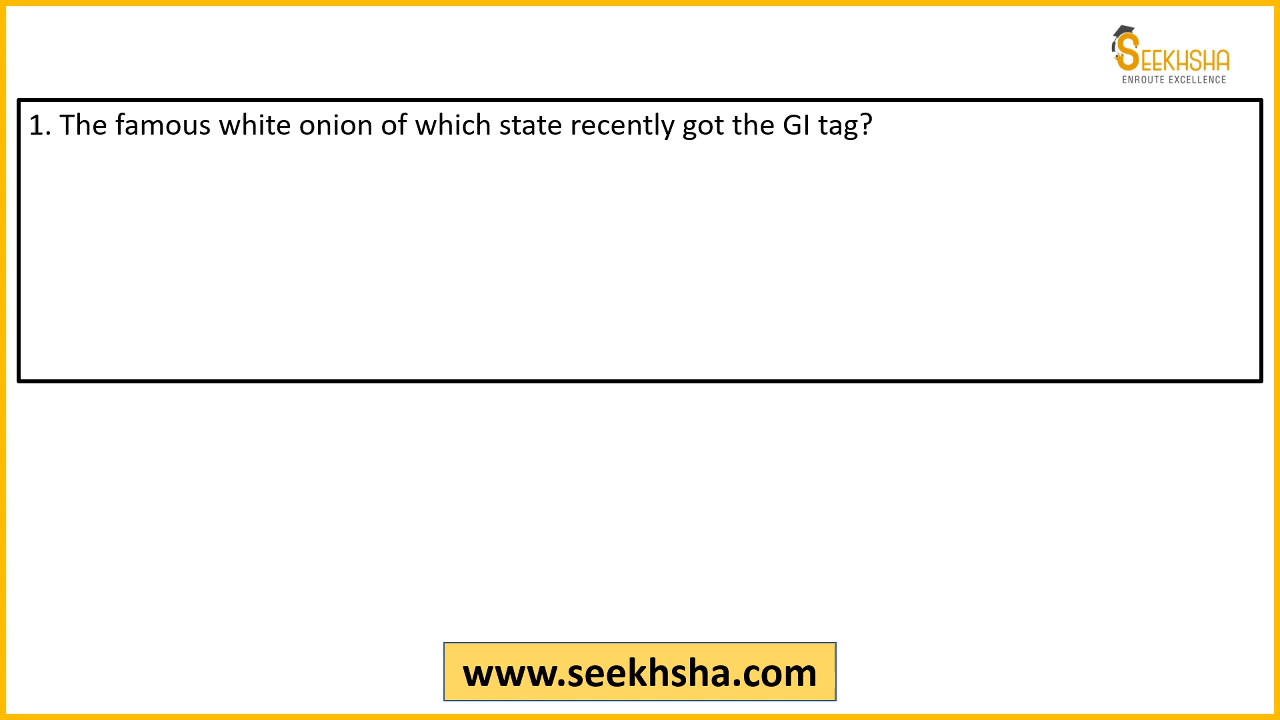 SEEKHSHA
ENROUTE EXCELLENCE
1. The famous white onion of which state recently got the GI tag?
www.seekhsha.com